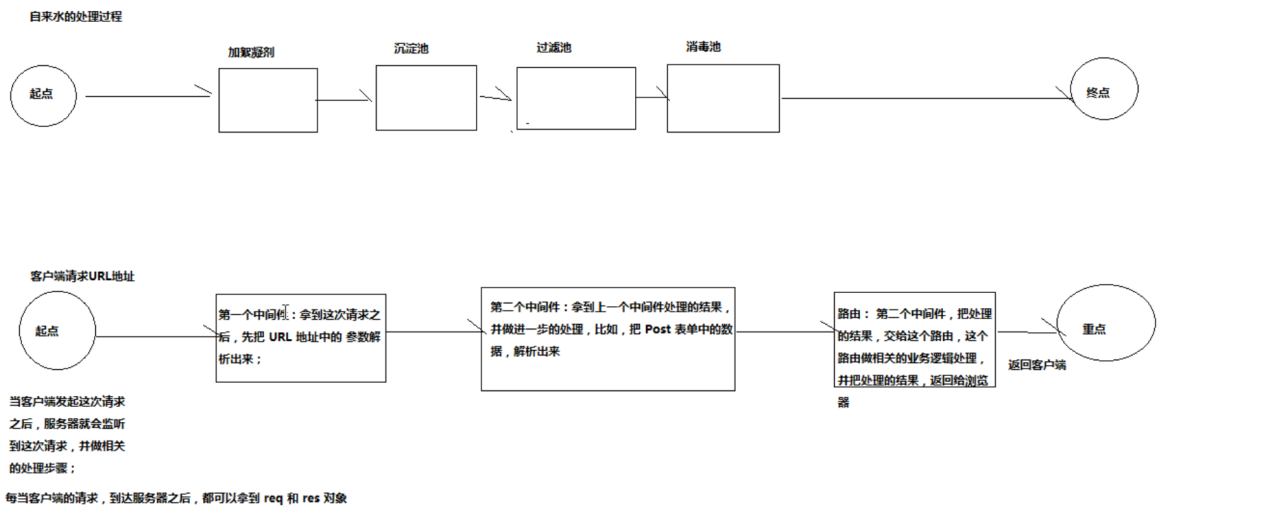 自来水的处理过程
加絮凝剂
沉淀池
过滤池
消毒池
起点
终点
客户端请求URL地址
起点
第一个中间件：拿到这次请求之
后，先把 URL 地址中的 参数解
析出来；
第二个中间件：拿到上一个中间件处理的结果，
并做进一步的处理，比如，把 Post 表单中的数
据，解析出来
路由： 第二个中间件，把处理
的结果，交给这个路由，这个
路由做相关的业务逻辑处理，
并把处理的结果，返回给浏览
器
重点
返回客户端
当客户端发起这次请求
之后，服务器就会监听
到这次请求，并做相关
的处理步骤；
每当客户端的请求，到达服务器之后，都可以拿到 req 和 res 对象